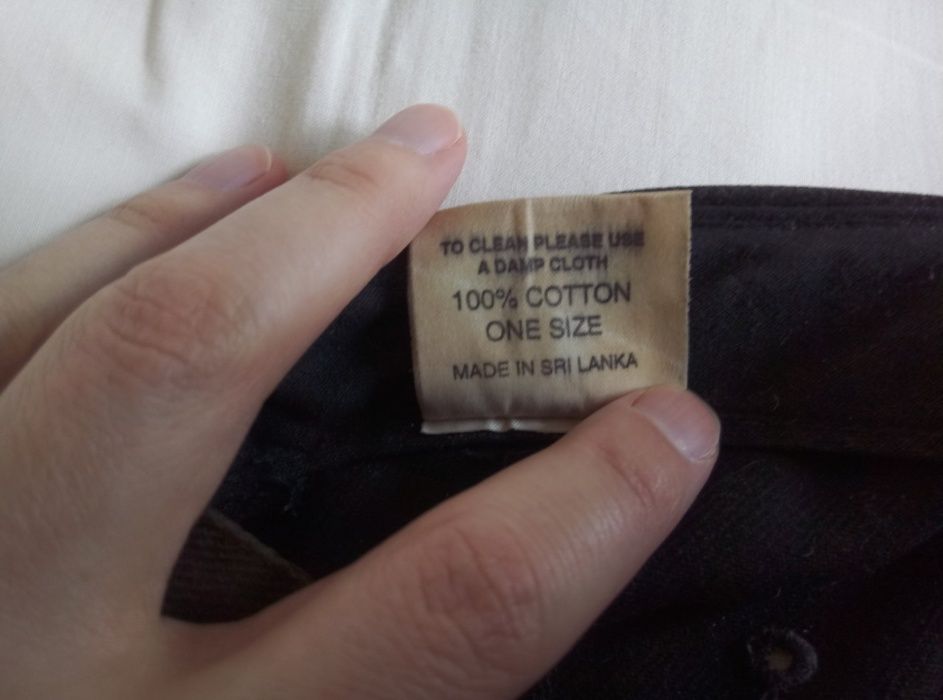 TO CLEAN PLEASE USE
A DAMP CLOTH
100% COTTON
ONE SIZE
MADE IN SRI LANKA